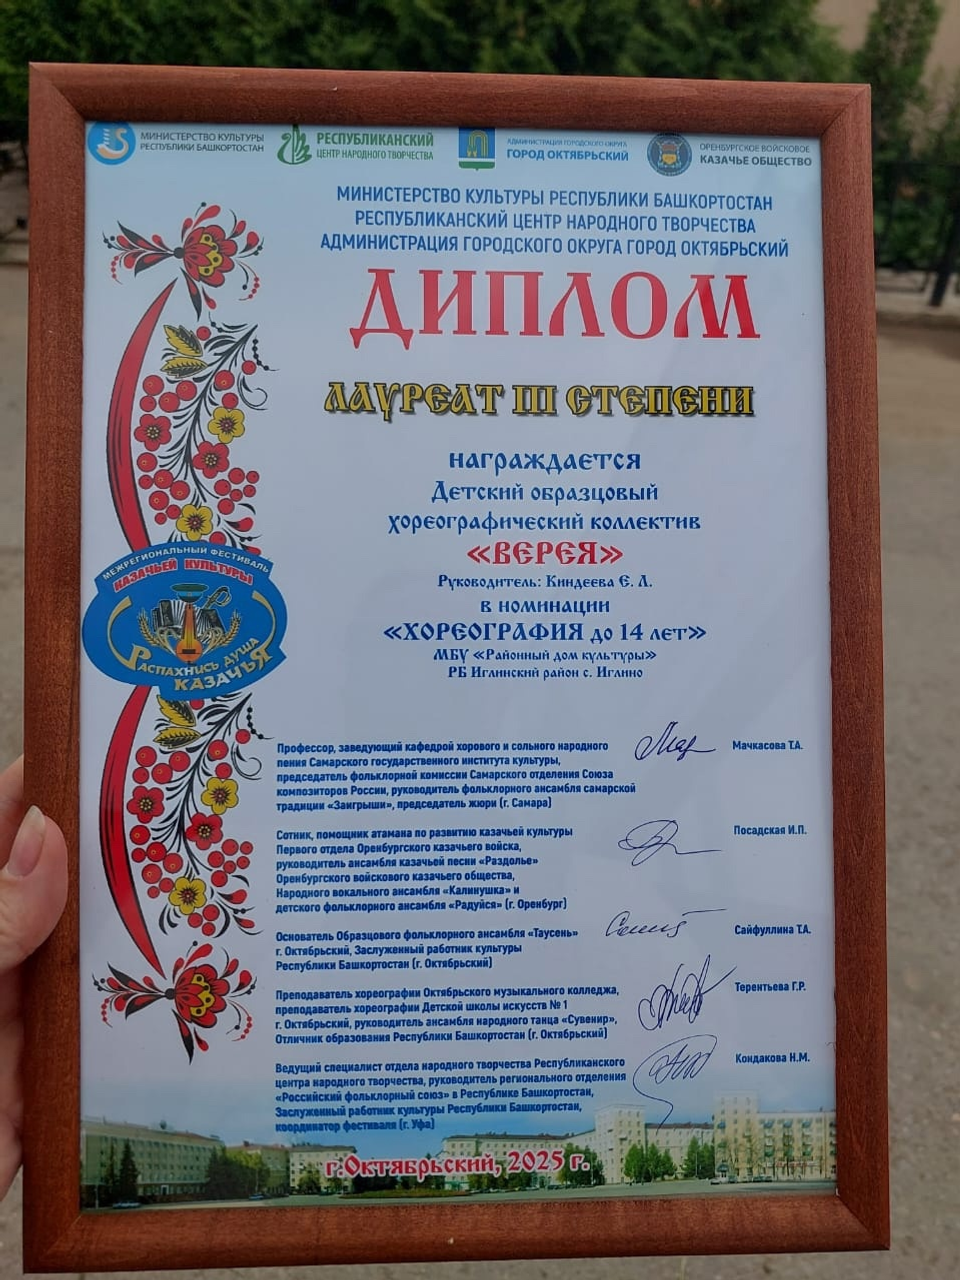 МИНИСТЕРСТВО КУЛЬТУРЫ
РЕСПУБЛИКИ БАШКОРТОСТАН
РЕСПУБЛИКАНСКИЙ
ЦЕНТР НАРОДНОГО ТВОРЧЕСТВА
АДМИНИСТРАЦИЯ ГОРОДСКОГО ОКРУГА
ГОРОД ОКТЯБРЬСКИЙ
ОРЕНБУРГСКОЕ ВОЙСКОВОЕ
КАЗАЧЬЕ ОБЩЕСТВО
МИНИСТЕРСТВО КУЛЬТУРЫ РЕСПУБЛИКИ БАШКОРТОСТАН
РЕСПУБЛИКАНСКИЙ ЦЕНТР НАРОДНОГО ТВОРЧЕСТВА
АДМИНИСТРАЦИЯ ГОРОДСКОГО ОКРУГА ГОРОД ОКТЯБРЬСКИЙ
ДИПЛОМ
ЛАУРЕАТ III СТЕПЕНИ
награждается
Детский образцовый
хореографический коллектив
«ВЕРЕЯ»
Руководитель: Киндеева Е. Л.
в номинации
«ХОРЕОГРАФИЯ до 14 лет»
МБУ «Районный дом культуры»
РБ Иглинский район с. Иглино
МЕЖРЕГИОНАЛЬНЫЙ ФЕСТИВАЛЬ
КАЗАЧЬЕЙ КУЛЬТУРЫ
РАСПАХНИСЬ ДУША
КАЗАЧЬЯ
Профессор, заведующий кафедрой хорового и сольного народного
пения Самарского государственного института культуры,
председатель фольклорной комиссии Самарского отделения Союза
композиторов России, руководитель фольклорного ансамбля самарской
традиции «Заигрыши», председатель жюри (г. Самара)
Мачкасова Т.А.
Сотник, помощник атамана по развитию казачьей культуры
Первого отдела Оренбургского казачьего войска,
руководитель ансамбля казачьей песни «Раздолье»
Оренбургского войскового казачьего общества,
Народного вокального ансамбля «Калинушка» и
детского фольклорного ансамбля «Радуйся» (г. Оренбург)
Посадская И.П.
Основатель Образцового фольклорного ансамбля «Таусень»
г. Октябрьский, Заслуженный работник культуры
Республики Башкортостан (г. Октябрьский)
Сайфуллина Т.А.
Преподаватель хореографии Октябрьского музыкального колледжа,
преподаватель хореографии Детской школы искусств № 1
г. Октябрьский, руководитель ансамбля народного танца «Сувенир»,
Отличник образования Республики Башкортостан (г. Октябрьский)
Терентьева Г.Р.
Ведущий специалист отдела народного творчества Республиканского
центра народного творчества, руководитель регионального отделения
«Российский фольклорный союз» в Республике Башкортостан,
Заслуженный работник культуры Республики Башкортостан,
координатор фестиваля (г. Уфа)
Кондакова Н.М.
г.Октябрьский, 2025 г.